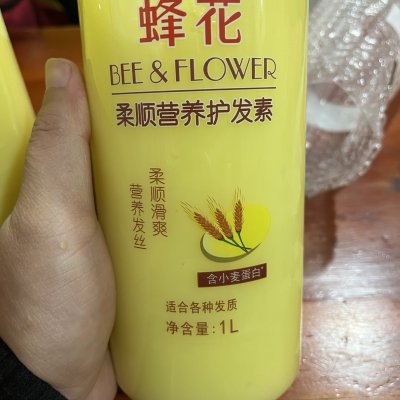 蜂花
BEE & FLOWER
柔顺营养护发素
柔顺滑爽
营养发丝
含小麦蛋白*
适合各种发质
净含量：1L